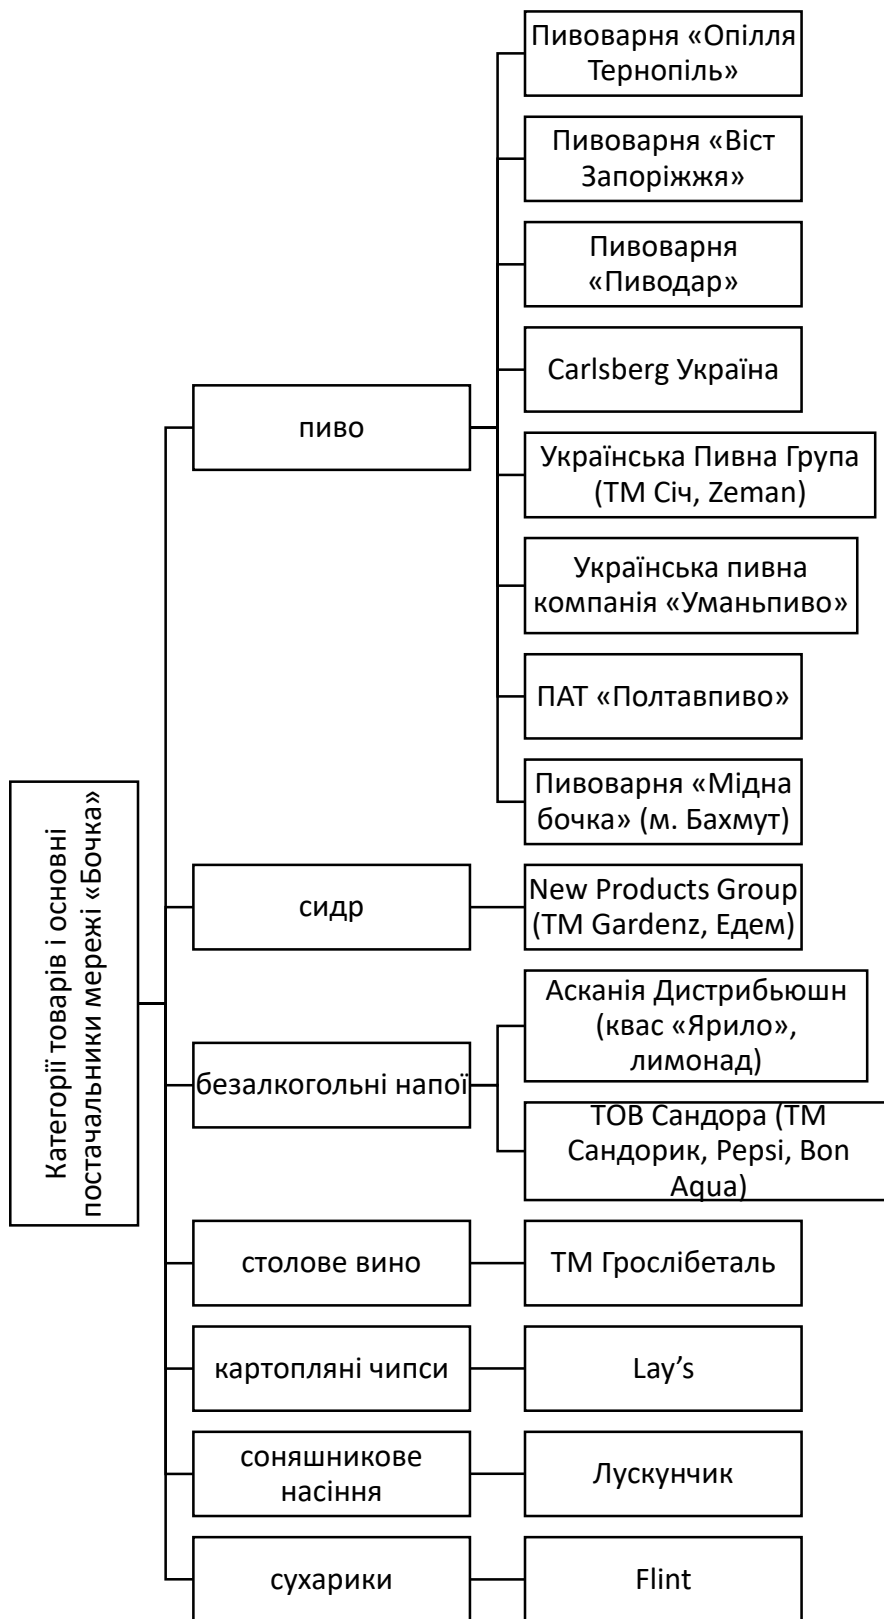 Категорії товарів і основні
постачальники мережі «Бочка»
пиво
Пивоварня «Опілля
Тернопіль»
Пивоварня «Віст
Запоріжжя»
Пивоварня
«Пиводар»
Carlsberg Україна
Українська Пивна Група
(ТМ Січ, Zeman)
Українська пивна
компанія «Уманьпиво»
ПАТ «Полтавпиво»
Пивоварня «Мідна
бочка» (м. Бахмут)
сидр
New Products Group
(ТМ Gardenz, Едем)
безалкогольні напої
Асканія Дистрибьюшн
(квас «Ярило»,
лимонад)
ТОВ Сандора (ТМ
Сандорик, Pepsi, Bon
Aqua)
столове вино
ТМ Грослібеталь
картопляні чипси
Lay’s
соняшникове
насіння
Лускунчик
сухарики
Flint